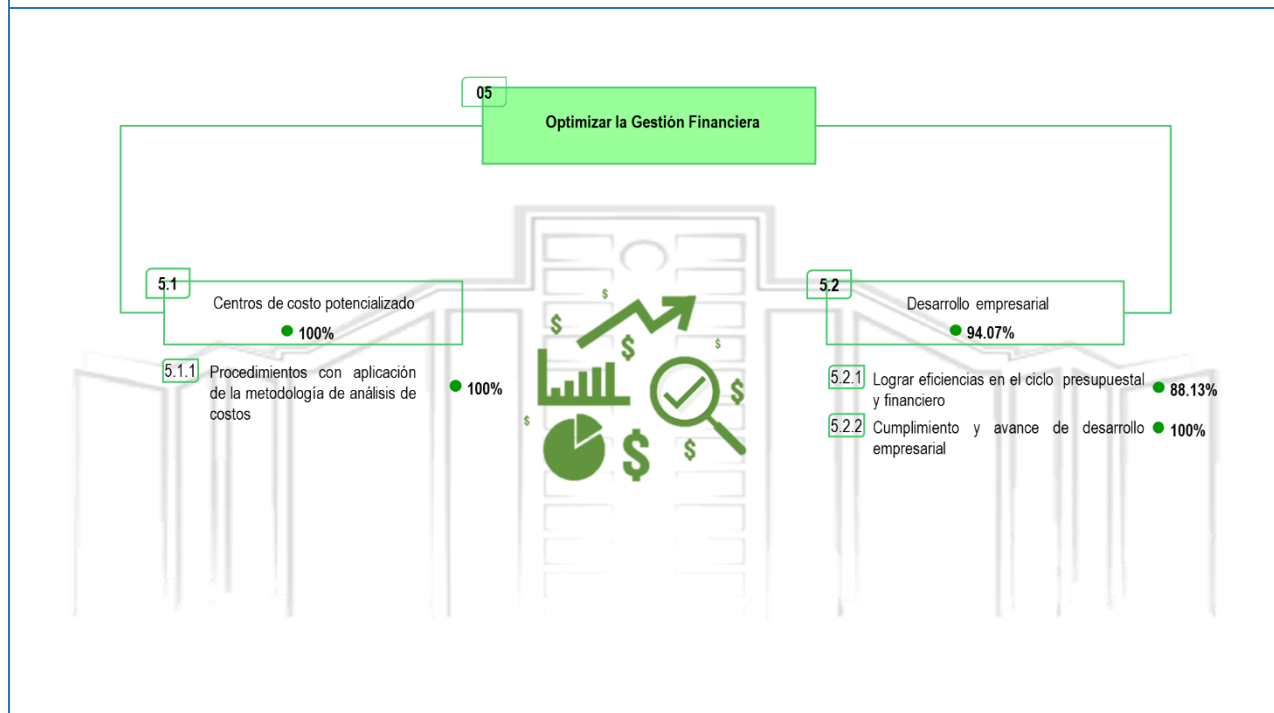 05
Optimizar la Gestión Financiera
5.1
Centros de costo potencializado
100%
5.1.1
Procedimientos con aplicación
de la metodología de análisis de
costos
100%
5.2
Desarrollo empresarial
94.07%
5.2.1
Lograr eficiencias en el ciclo presupuestal
y financiero
88.13%
5.2.2
Cumplimiento y avance de desarrollo
empresarial
100%
$
$
$
$
$
$
$
$